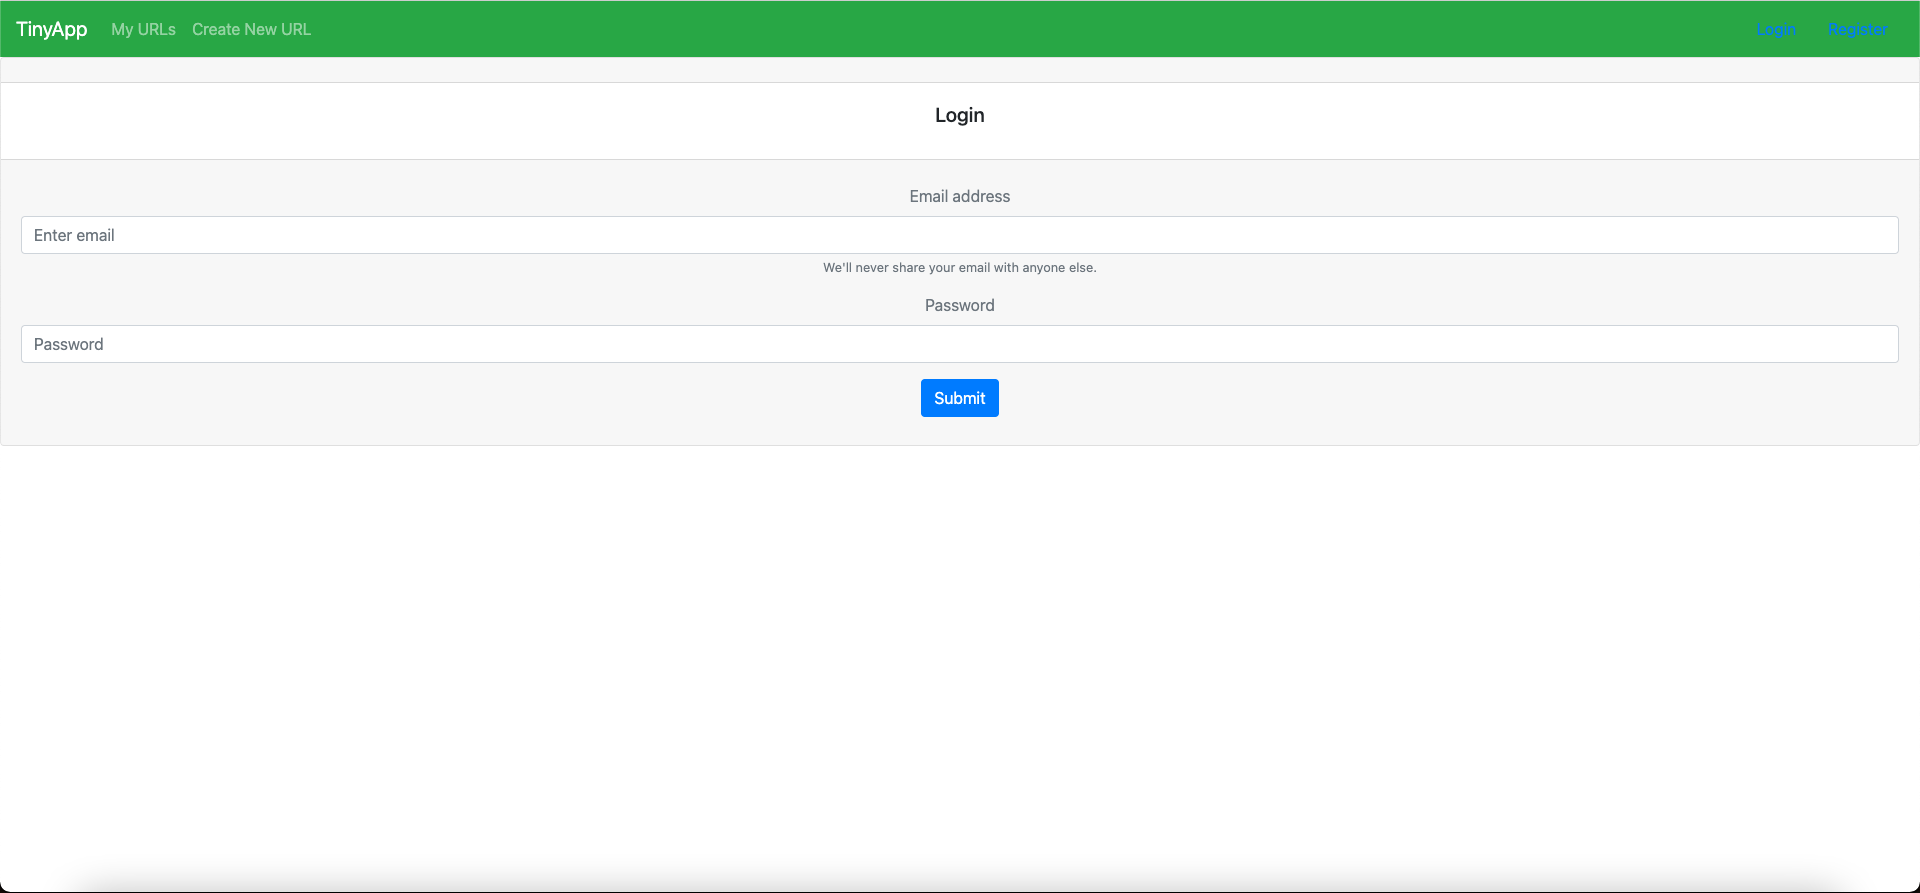 TinyApp My URLs Create New URL Login Register
Login
Email address
Enter email
We'll never share your email with anyone else.
Password
Password
Submit